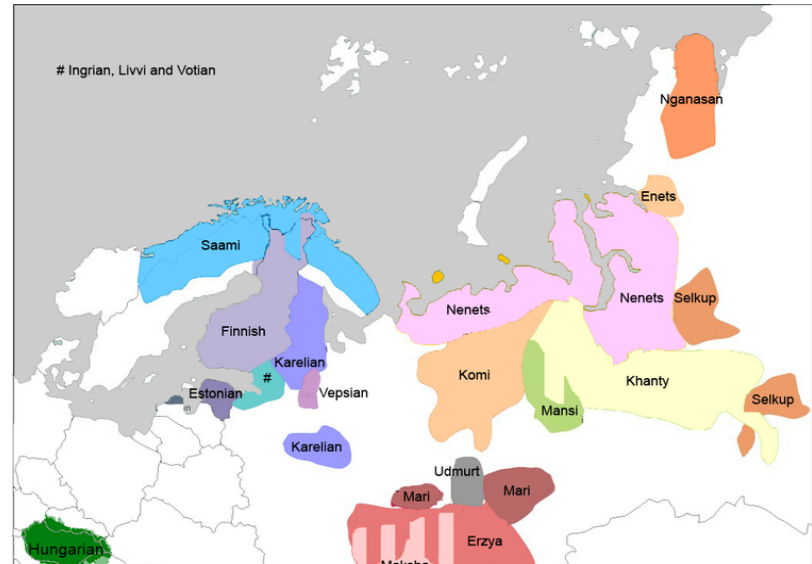 # Ingrian, Livvi and Votian
Nganasan
Enets
Saami
Nenets
Nenets
Selkup
Finnish
Karelian
#
Komi
Khanty
Estonian
Vepsian
Mansi
Selkup
Karelian
Udmurt
Mari
Mari
Erzya
Hungarian
Moksha